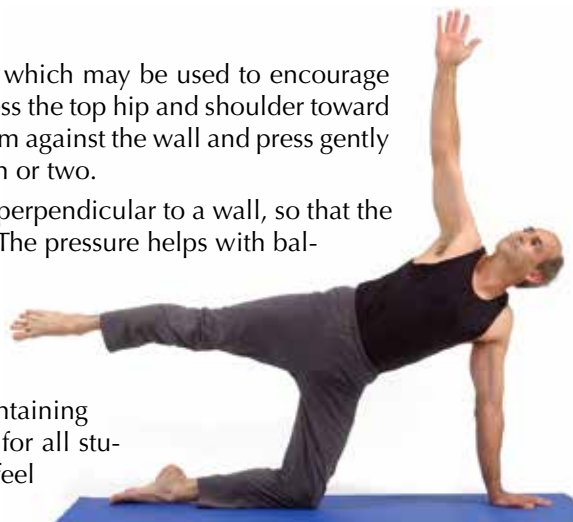 which may be used to encourage
ss the top hip and shoulder toward
m against the wall and press gently
n or two.
perpendicular to a wall, so that the
The pressure helps with bal-
ntaining
for all stu-
feel